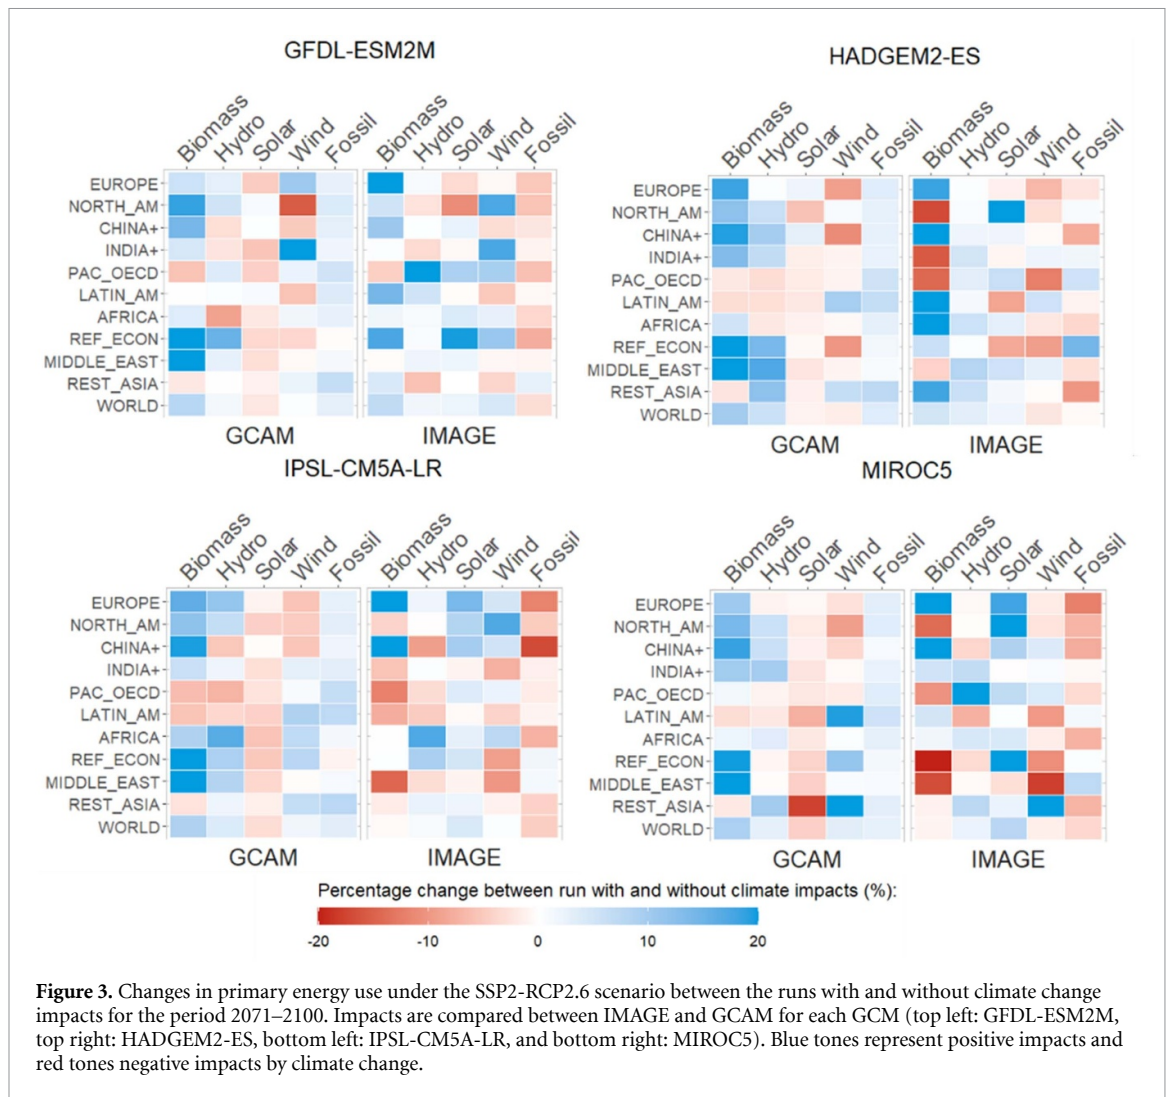 GFDL-ESM2M
Biomass Hydro Solar Wind Fossil Biomass Hydro Solar Wind Fossil
EUROPE
NORTH_AM
CHINA+
INDIA+
PAC_OECD
LATIN_AM
AFRICA
REF_ECON
MIDDLE_EAST
REST_ASIA
WORLD
GCAM IMAGE
HADGEM2-ES
Biomass Hydro Solar Wind Fossil Biomass Hydro Solar Wind Fossil
EUROPE
NORTH_AM
CHINA+
INDIA+
PAC_OECD
LATIN_AM
AFRICA
REF_ECON
MIDDLE_EAST
REST_ASIA
WORLD
GCAM IMAGE
IPSL-CM5A-LR
Biomass Hydro Solar Wind Fossil Biomass Hydro Solar Wind Fossil
EUROPE
NORTH_AM
CHINA+
INDIA+
PAC_OECD
LATIN_AM
AFRICA
REF_ECON
MIDDLE_EAST
REST_ASIA
WORLD
GCAM IMAGE
MIROC5
Biomass Hydro Solar Wind Fossil Biomass Hydro Solar Wind Fossil
EUROPE
NORTH_AM
CHINA+
INDIA+
PAC_OECD
LATIN_AM
AFRICA
REF_ECON
MIDDLE_EAST
REST_ASIA
WORLD
GCAM IMAGE
Percentage change between run with and without climate impacts (%):
-20 -10 0 10 20
Figure 3. Changes in primary energy use under the SSP2-RCP2.6 scenario between the runs with and without climate change
impacts for the period 2071–2100. Impacts are compared between IMAGE and GCAM for each GCM (top left: GFDL-ESM2M,
top right: HADGEM2-ES, bottom left: IPSL-CM5A-LR, and bottom right: MIROC5). Blue tones represent positive impacts and
red tones negative impacts by climate change.